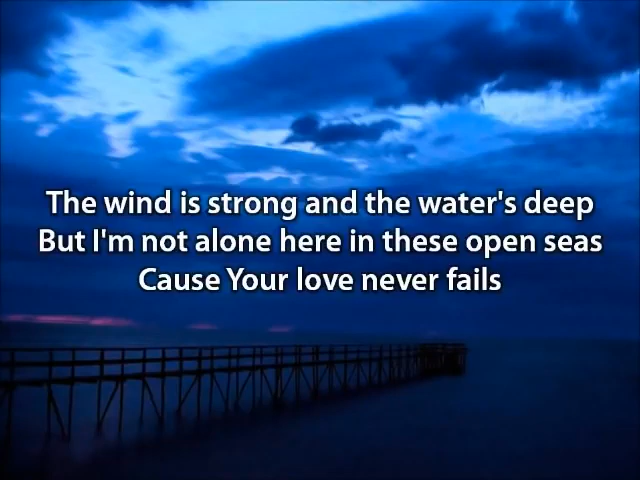 The wind is strong and the water's deep
But I'm not alone here in these open seas
Cause Your love never fails